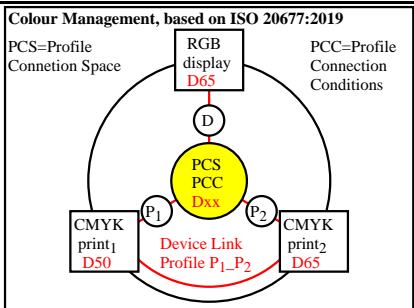 Colour Management, based on ISO 20677:2019
PCS=Profile
Connetion Space
RGB
display
D65
PCC=Profile
Connection
Conditions
D
PCS
PCC
Dxx
P1
P2
CMYK
print1
D50
Device Link
Profile P1_P2
CMYK
print2
D65